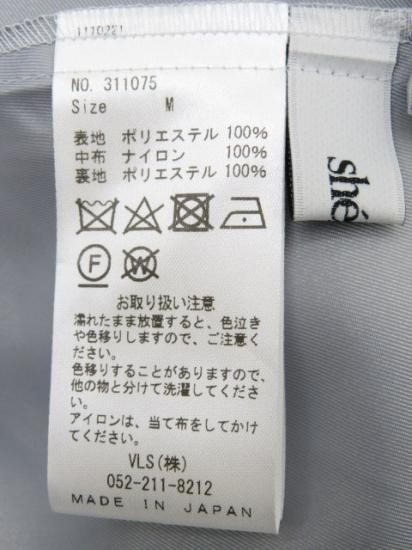 1110221
NO. 311075
Size M
表地 ポリエステル 100%
中布 ナイロン 100%
裏地 ポリエステル 100%
F
W
お取り扱い注意
濡れたまま放置すると、色泣き
や色移りしますので、ご注意く
ださい。
色移りすることがありますので、
他の物と分けて洗濯してくださ
い。
アイロンは、当て布をしてかけ
てください。
VLS(株)
052-211-8212
MADE IN JAPAN
shé